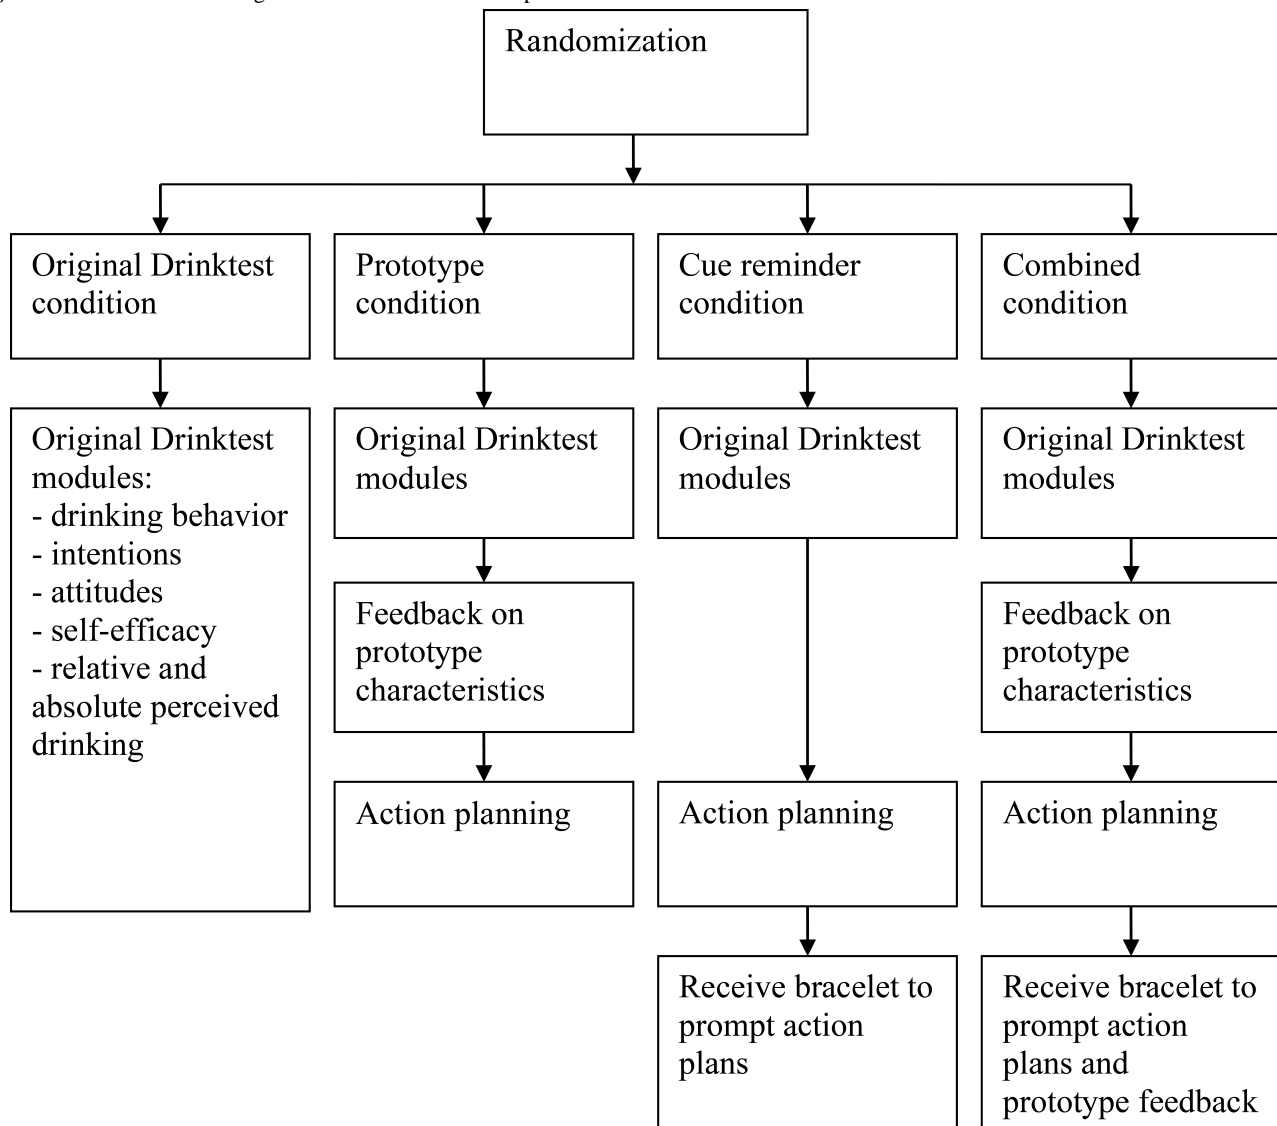 Randomization
Original Drinktest
condition
Prototype
condition
Cue reminder
condition
Combined
condition
Original Drinktest
modules:
- drinking behavior
- intentions
- attitudes
- self-efficacy
- relative and
absolute perceived
drinking
Original Drinktest
modules
Original Drinktest
modules
Original Drinktest
modules
Feedback on
prototype
characteristics
Feedback on
prototype
characteristics
Action planning
Action planning
Action planning
Receive bracelet to
prompt action
plans
Receive bracelet to
prompt action
plans and
prototype feedback